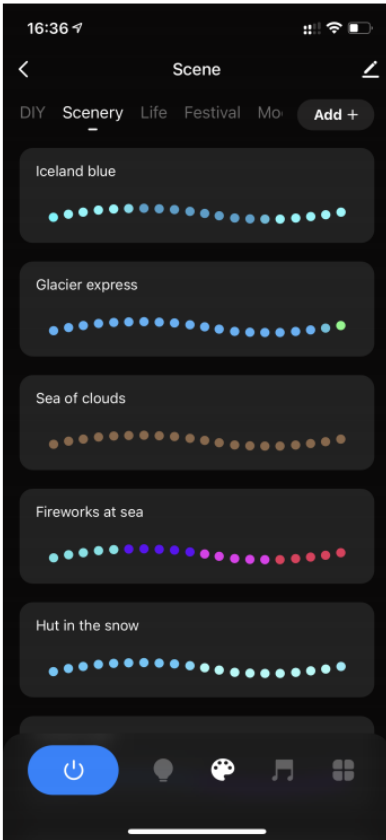 16:36
Scene
DIY Scenery Life Festival Mo Add +
Iceland blue
Glacier express
Sea of clouds
Fireworks at sea
Hut in the snow